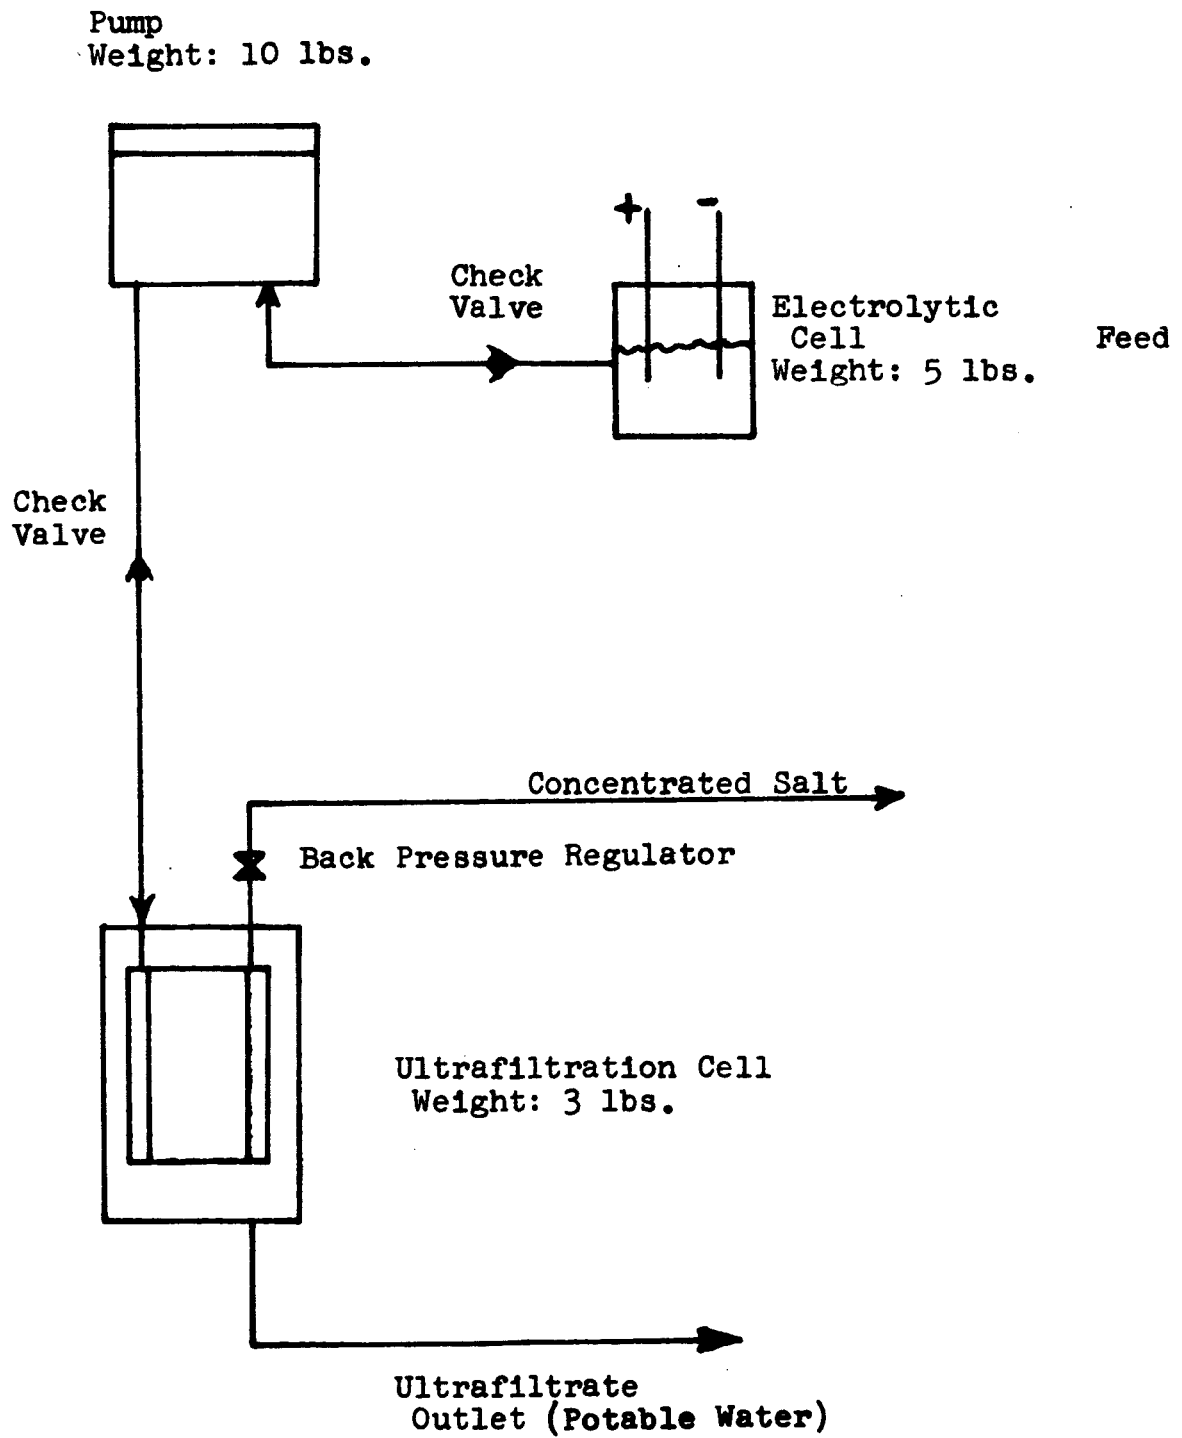 Pump
Weight: 10 lbs.
+ -
Check
Valve
Electrolytic
Cell
Weight: 5 lbs.
Feed
Check
Valve
Concentrated Salt
Back Pressure Regulator
Ultrafiltration Cell
Weight: 3 lbs.
Ultrafiltrate
Outlet (Potable Water)